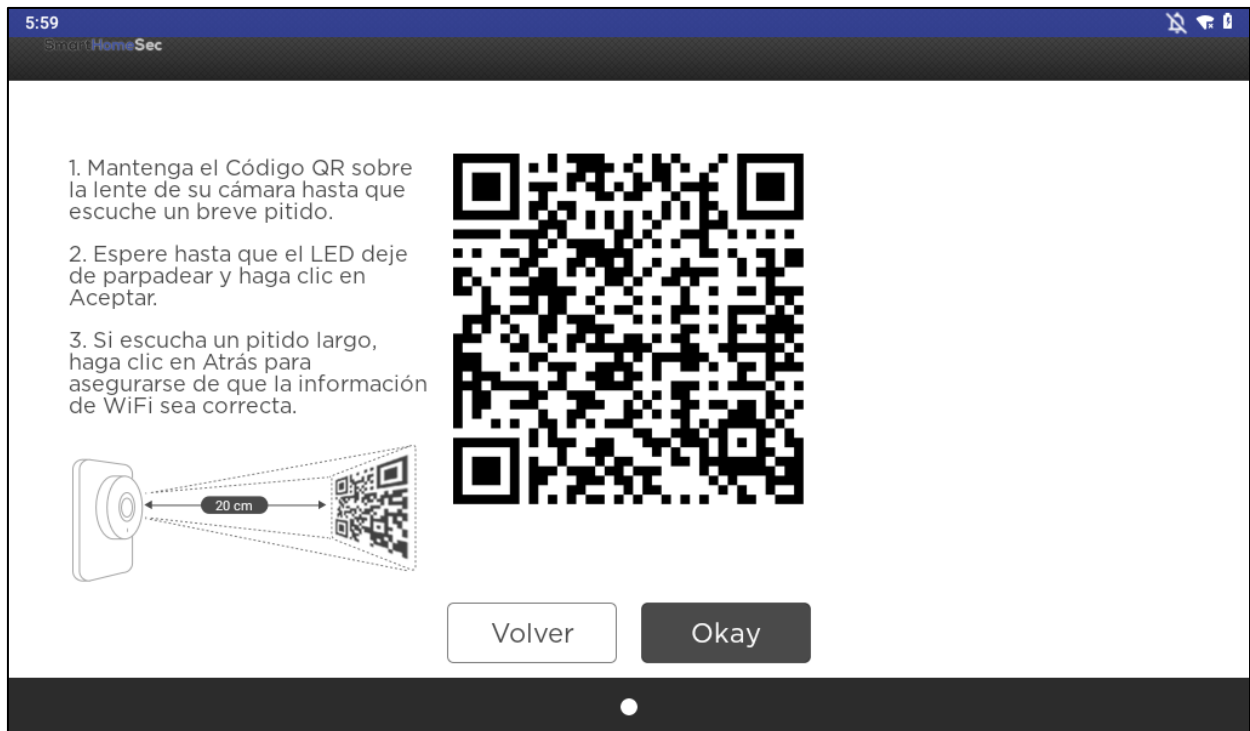 5:59
SmartHomeSec
1. Mantenga el Código QR sobre
la lente de su cámara hasta que
escuche un breve pitido.
2. Espere hasta que el LED deje
de parpadear y haga clic en
Aceptar.
3. Si escucha un pitido largo,
haga clic en Atrás para
asegurarse de que la información
de WiFi sea correcta.
20 cm
Volver
Okay